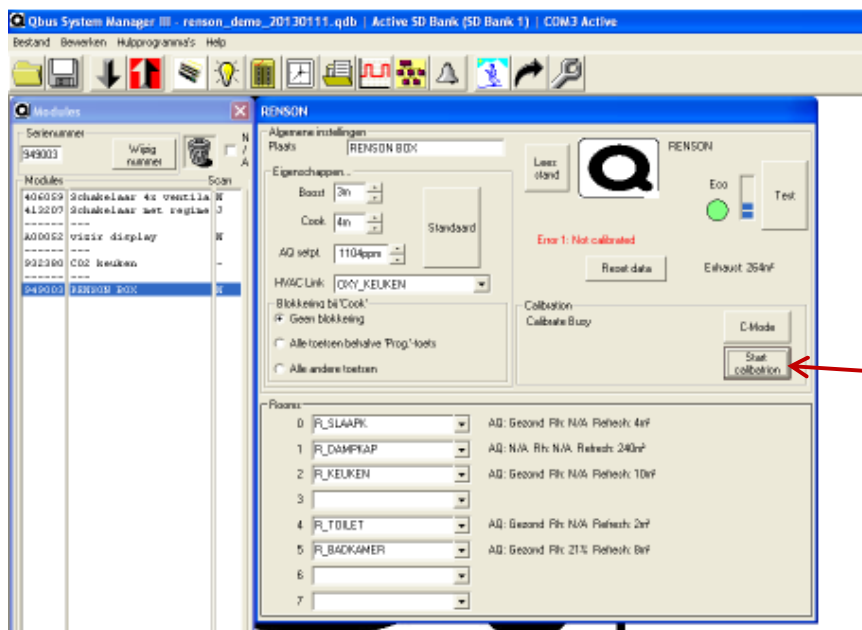 Qbus System Manager III - renson_demo_20130111.qdb | Active SD Bank (SD Bank 1) | COM3 Active
Bestand Bewerken Hulpprogramma's Help
Modules
Serienummer
949003
Wijzig nummer
N / A
Modules Scan
406059 Schakelaar 4x ventila N
413207 Schakelaar met regime J
------ ---
A00052 vizir display N
------ ---
932380 CO2 keuken -
------ ---
949003 RENSON BOX N
RENSON
Algemene instellingen
Plaats RENSON BOX
Eigenschappen...
Boost 3m
Cook 4m
AQ setpt. 1104ppm
Standaard
HVAC Link OXY_KEUKEN
Blokkering bij 'Cook'
Geen blokkering
Alle toetsen behalve 'Prog.'-toets
Alle andere toetsen
Lees stand
RENSON
Eco
Test
Error 1: Not calibrated
Reset data
Exhaust: 264m³
Calibration
Calibrate Busy
C-Mode
Start calibration
Rooms
0 R_SLAAPK AQ: Gezond Rh: N/A Refresh: 4m³
1 R_DAMPKAP AQ: N/A Rh: N/A Refresh: 240m³
2 R_KEUKEN AQ: Gezond Rh: N/A Refresh: 10m³
3
4 R_TOILET AQ: Gezond Rh: N/A Refresh: 2m³
5 R_BADKAMER AQ: Gezond Rh: 21% Refresh: 8m³
6
7